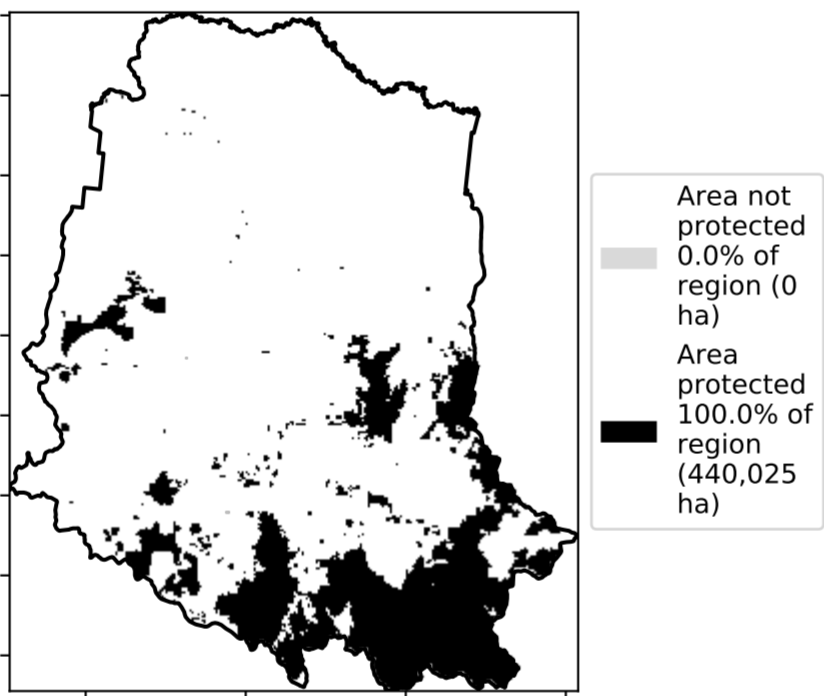 Area not
protected
0.0% of
region (0
ha)
Area
protected
100.0% of
region
(440,025
ha)